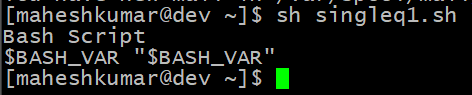 [maheshkumar@dev ~]$ sh singleq1.sh
Bash Script
$BASH_VAR "$BASH_VAR"
[maheshkumar@dev ~]$